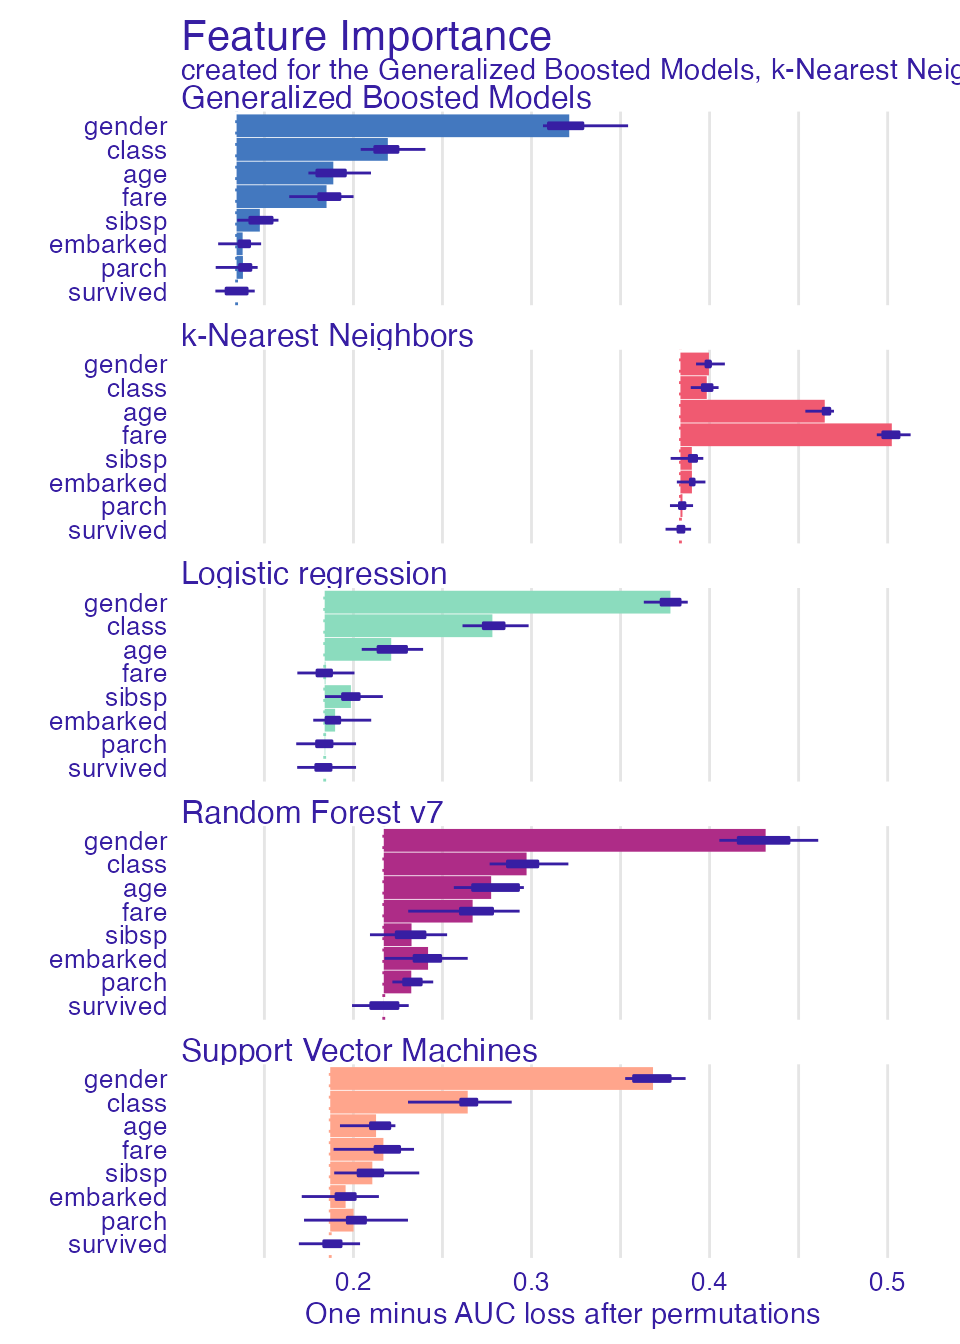 Feature Importance
created for the Generalized Boosted Models, k-Nearest Neig
Generalized Boosted Models
gender
class
age
fare
sibsp
embarked
parch
survived
k-Nearest Neighbors
gender
class
age
fare
sibsp
embarked
parch
survived
Logistic regression
gender
class
age
fare
sibsp
embarked
parch
survived
Random Forest v7
gender
class
age
fare
sibsp
embarked
parch
survived
Support Vector Machines
gender
class
age
fare
sibsp
embarked
parch
survived
0.2 0.3 0.4 0.5
One minus AUC loss after permutations